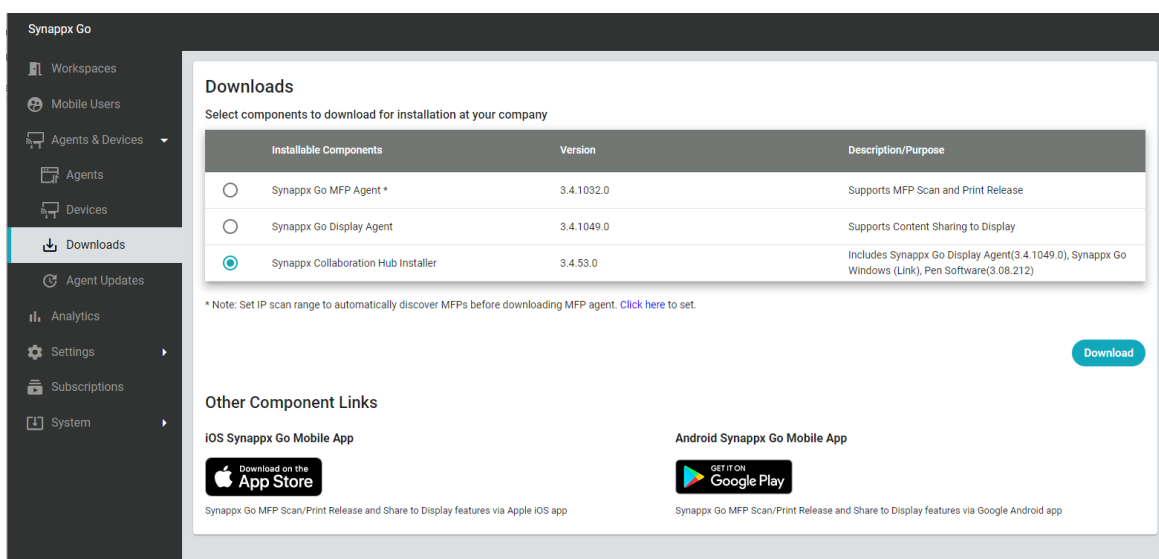 Synappx Go
Workspaces
Mobile Users
Agents & Devices
Agents
Devices
Downloads
Agent Updates
Analytics
Settings
Subscriptions
System
Downloads
Select components to download for installation at your company
Installable Components Version Description/Purpose
Synappx Go MFP Agent * 3.4.1032.0 Supports MFP Scan and Print Release
Synappx Go Display Agent 3.4.1049.0 Supports Content Sharing to Display
Synappx Collaboration Hub Installer 3.4.53.0 Includes Synappx Go Display Agent(3.4.1049.0), Synappx Go
Windows (Link), Pen Software(3.08.212)
* Note: Set IP scan range to automatically discover MFPs before downloading MFP agent. Click here to set.
Download
Other Component Links
iOS Synappx Go Mobile App
Download on the
App Store
Synappx Go MFP Scan/Print Release and Share to Display features via Apple iOS app
Android Synappx Go Mobile App
GET IT ON
Google Play
Synappx Go MFP Scan/Print Release and Share to Display features via Google Android app